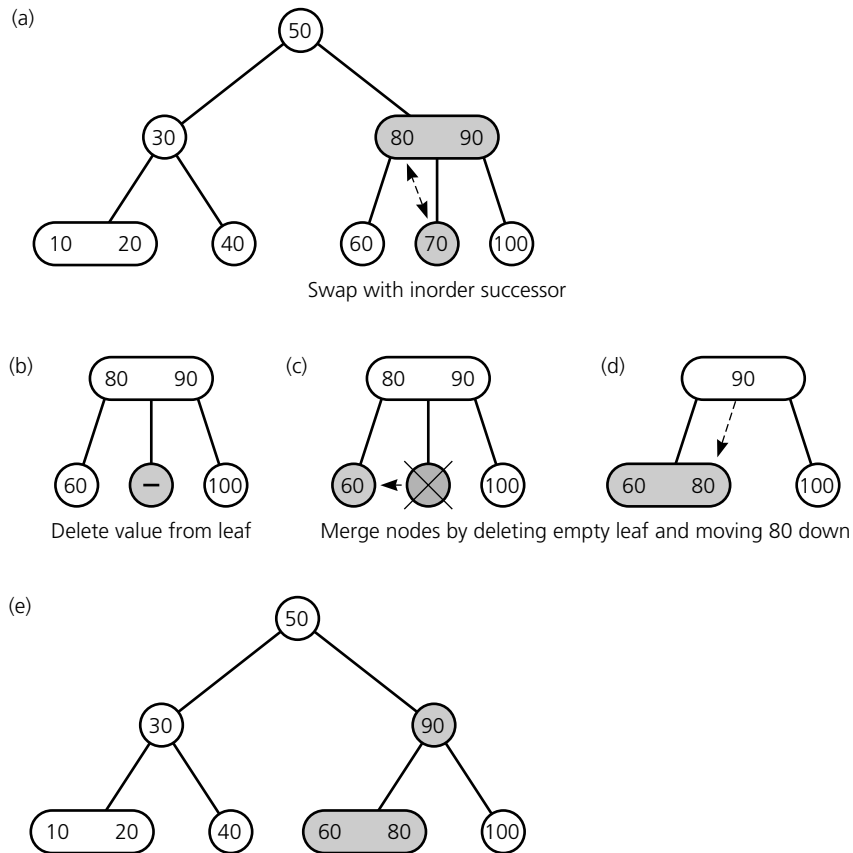 (a)
50
30
80 90
10 20 40 60 70 100
Swap with inorder successor
(b) (c) (d)
80 90 80 90 90
60 – 100 60 100 60 80 100
Delete value from leaf Merge nodes by deleting empty leaf and moving 80 down
(e)
50
30 90
10 20 40 60 80 100